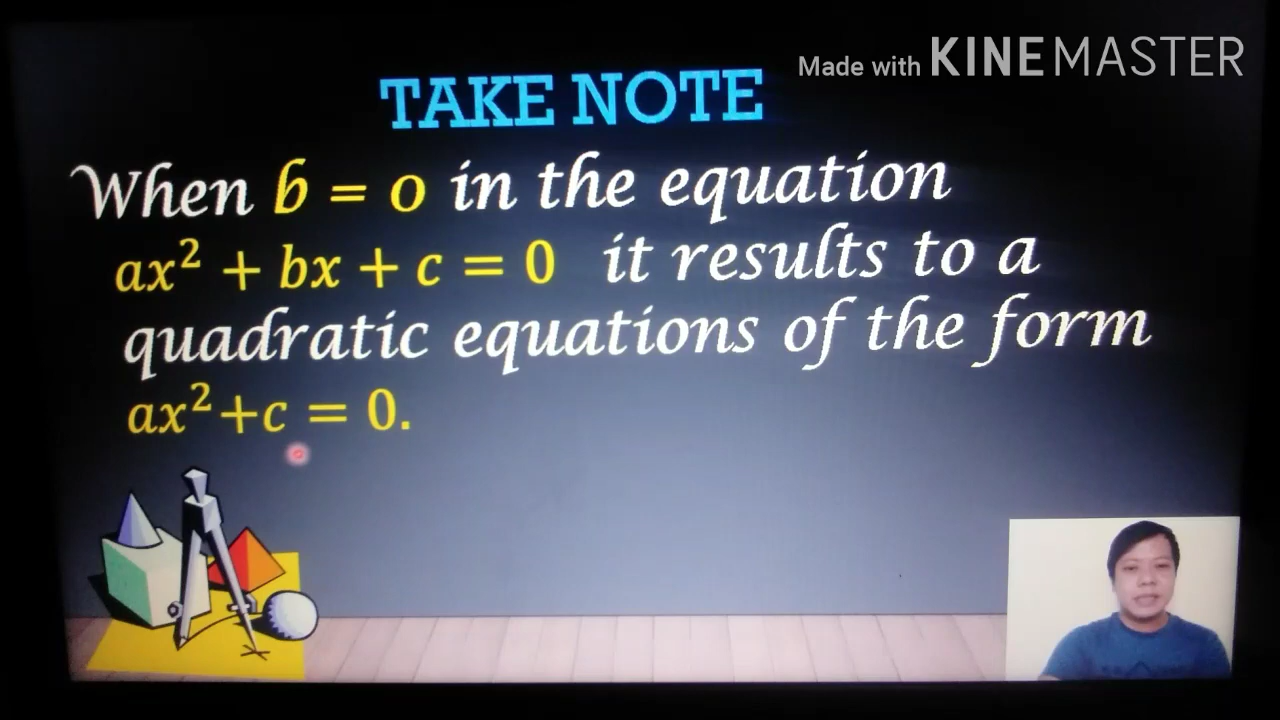 Made with KINEMASTER
TAKE NOTE
When b = 0 in the equation
ax² + bx + c = 0 it results to a
quadratic equations of the form
ax²+c = 0.